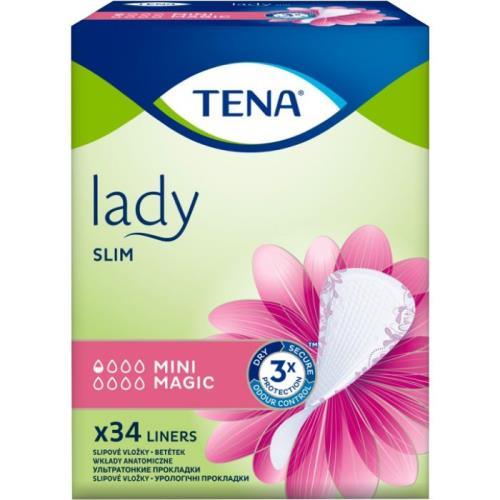 TENA®
lady
SLIM
MINI
MAGIC
DRY
SECURE
3X
PROTECTION
ODOUR CONTROL
TM
x34 LINERS
SLIPOVÉ VLOŽKY • BETÉTEK
WKŁADY ANATOMICZNE
УЛЬТРАТОНКИЕ ПРОКЛАДКИ
SLIPOVÉ VLOŽKY • УРОЛОГІЧНІ ПРОКЛАДКИ